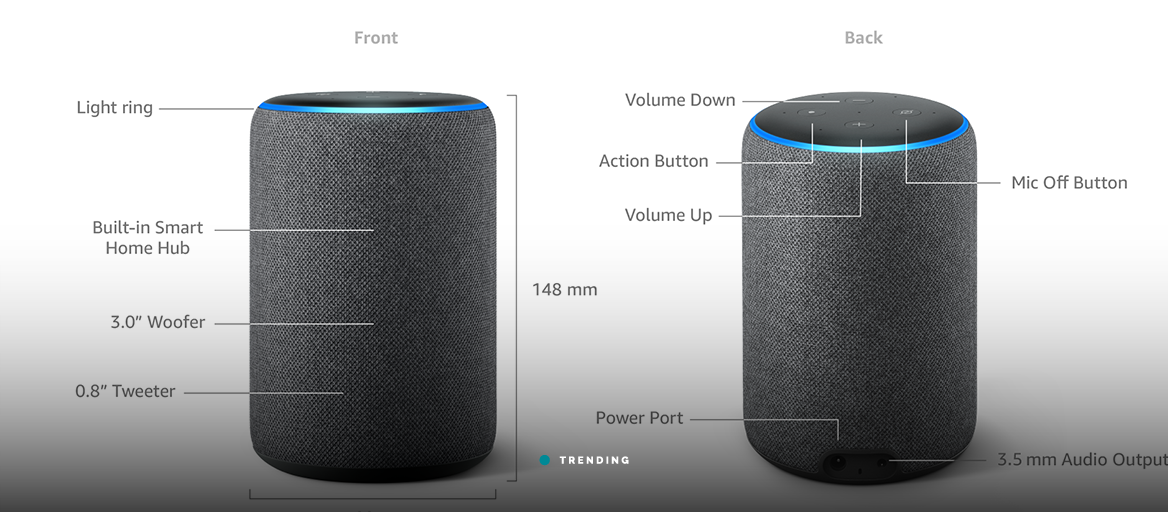 Front
Back
Light ring
Built-in Smart
Home Hub
3.0" Woofer
0.8" Tweeter
148 mm
Volume Down
Action Button
Volume Up
Mic Off Button
Power Port
3.5 mm Audio Output
TRENDING